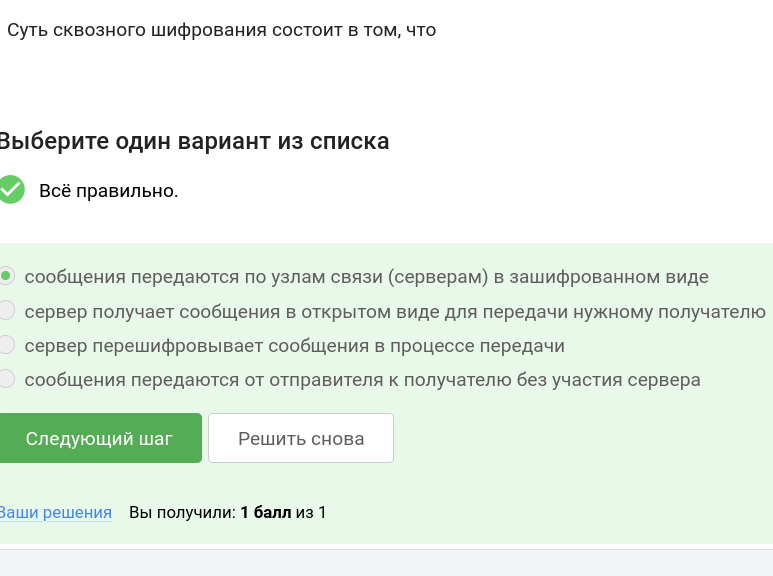 Суть сквозного шифрования состоит в том, что
Выберите один вариант из списка
Всё правильно.
сообщения передаются по узлам связи (серверам) в зашифрованном виде
сервер получает сообщения в открытом виде для передачи нужному получателю
сервер перешифровывает сообщения в процессе передачи
сообщения передаются от отправителя к получателю без участия сервера
Следующий шаг Решить снова
Ваши решения Вы получили: 1 балл из 1